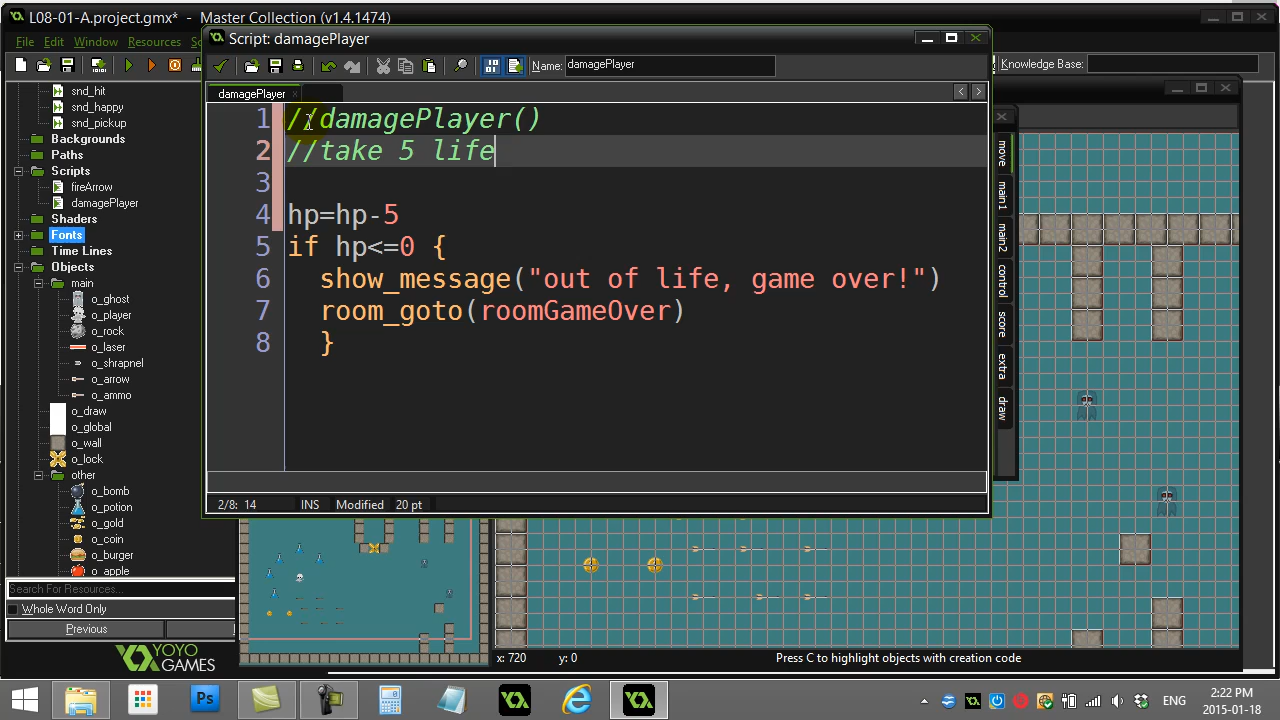 L08-01-A.project.gmx* - Master Collection (v1.4.1474)
File Edit Window Resources
Script: damagePlayer
Name: damagePlayer
Knowledge Base:
damagePlayer
1 //damagePlayer()
2 //take 5 life
3
4 hp=hp-5
5 if hp<=0 {
6 show_message("out of life, game over!")
7 room_goto(roomGameOver)
8 }
2/8: 14 INS Modified 20 pt
snd_hit
snd_happy
snd_pickup
Backgrounds
Paths
Scripts
fireArrow
damagePlayer
Shaders
Fonts
Time Lines
Objects
main
o_ghost
o_player
o_rock
o_laser
o_shrapnel
o_arrow
o_ammo
o_draw
o_global
o_wall
o_lock
other
o_bomb
o_potion
o_gold
o_coin
o_burger
o_apple
Search For Resources...
Whole Word Only
Previous
YOYO
GAMES
move
main1
main2
control
score
extra
draw
x: 720 y: 0 Press C to highlight objects with creation code
Ps
ENG
2:22 PM
2015-01-18